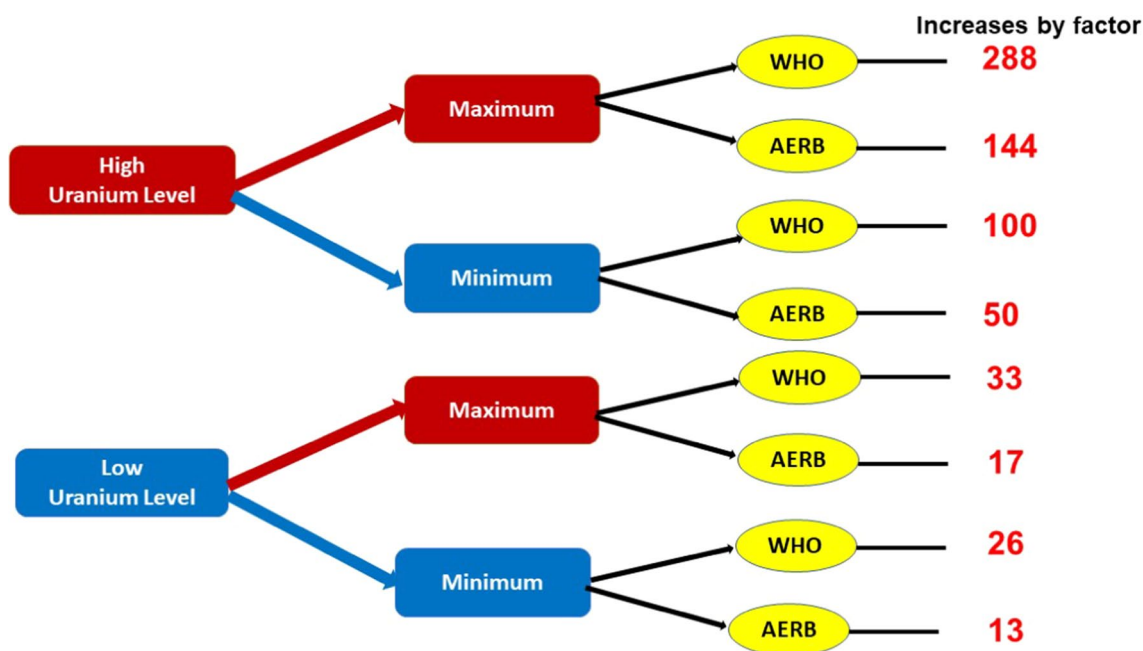 Increases by factor
WHO
288
Maximum
AERB
144
High
Uranium Level
WHO
100
Minimum
AERB
50
WHO
33
Maximum
AERB
17
Low
Uranium Level
WHO
26
Minimum
AERB
13